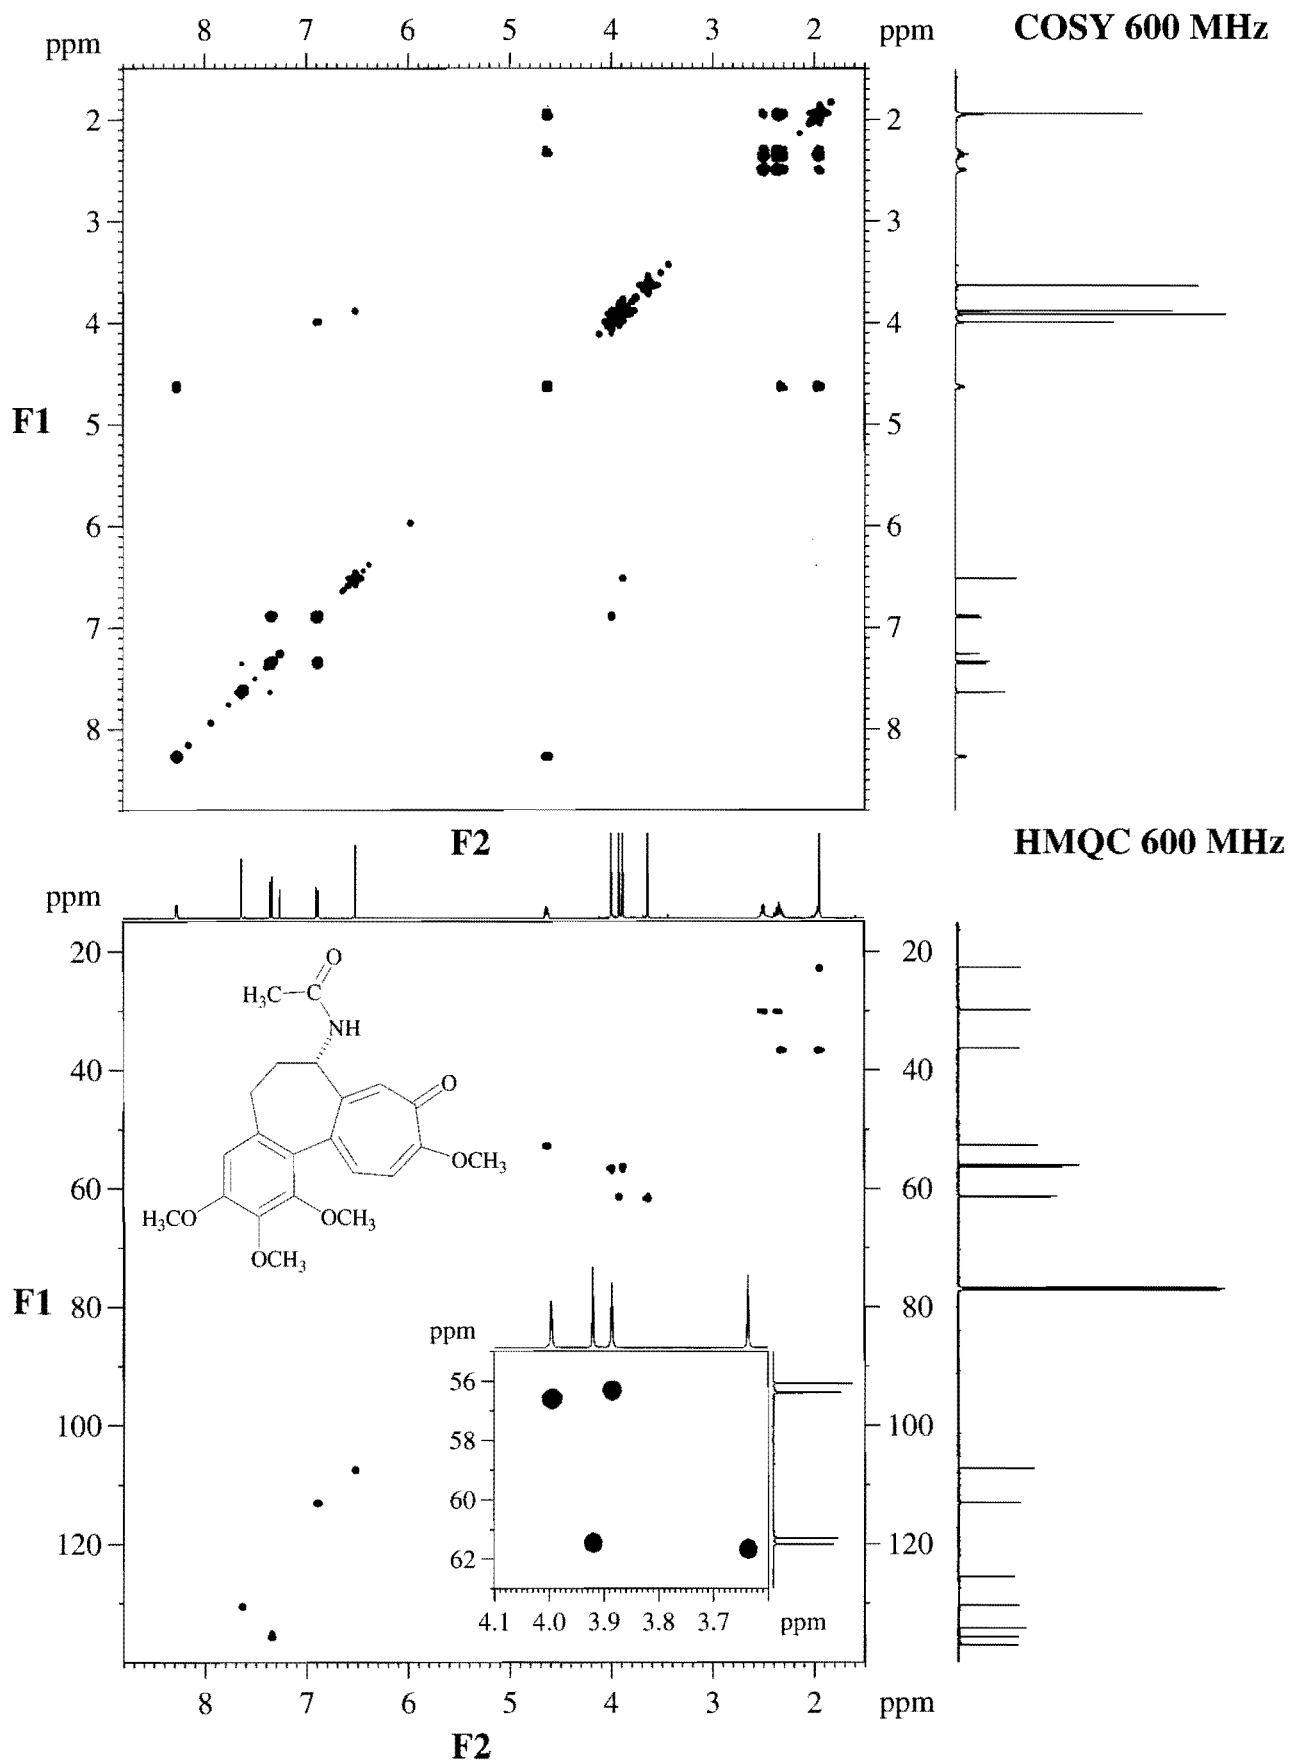 COSY 600 MHz
ppm 8 7 6 5 4 3 2 ppm
2 2
3 3
4 4
F1 5 5
6 6
7 7
8 8
F2
HMQC 600 MHz
ppm
20 20
O
H₃C C
NH
40 40
O
OCH₃
60 60
H₃CO OCH₃
OCH₃
F1 80 80
ppm
56
100 100
58
60
120 120
62
4.1 4.0 3.9 3.8 3.7 ppm
8 7 6 5 4 3 2 ppm
F2